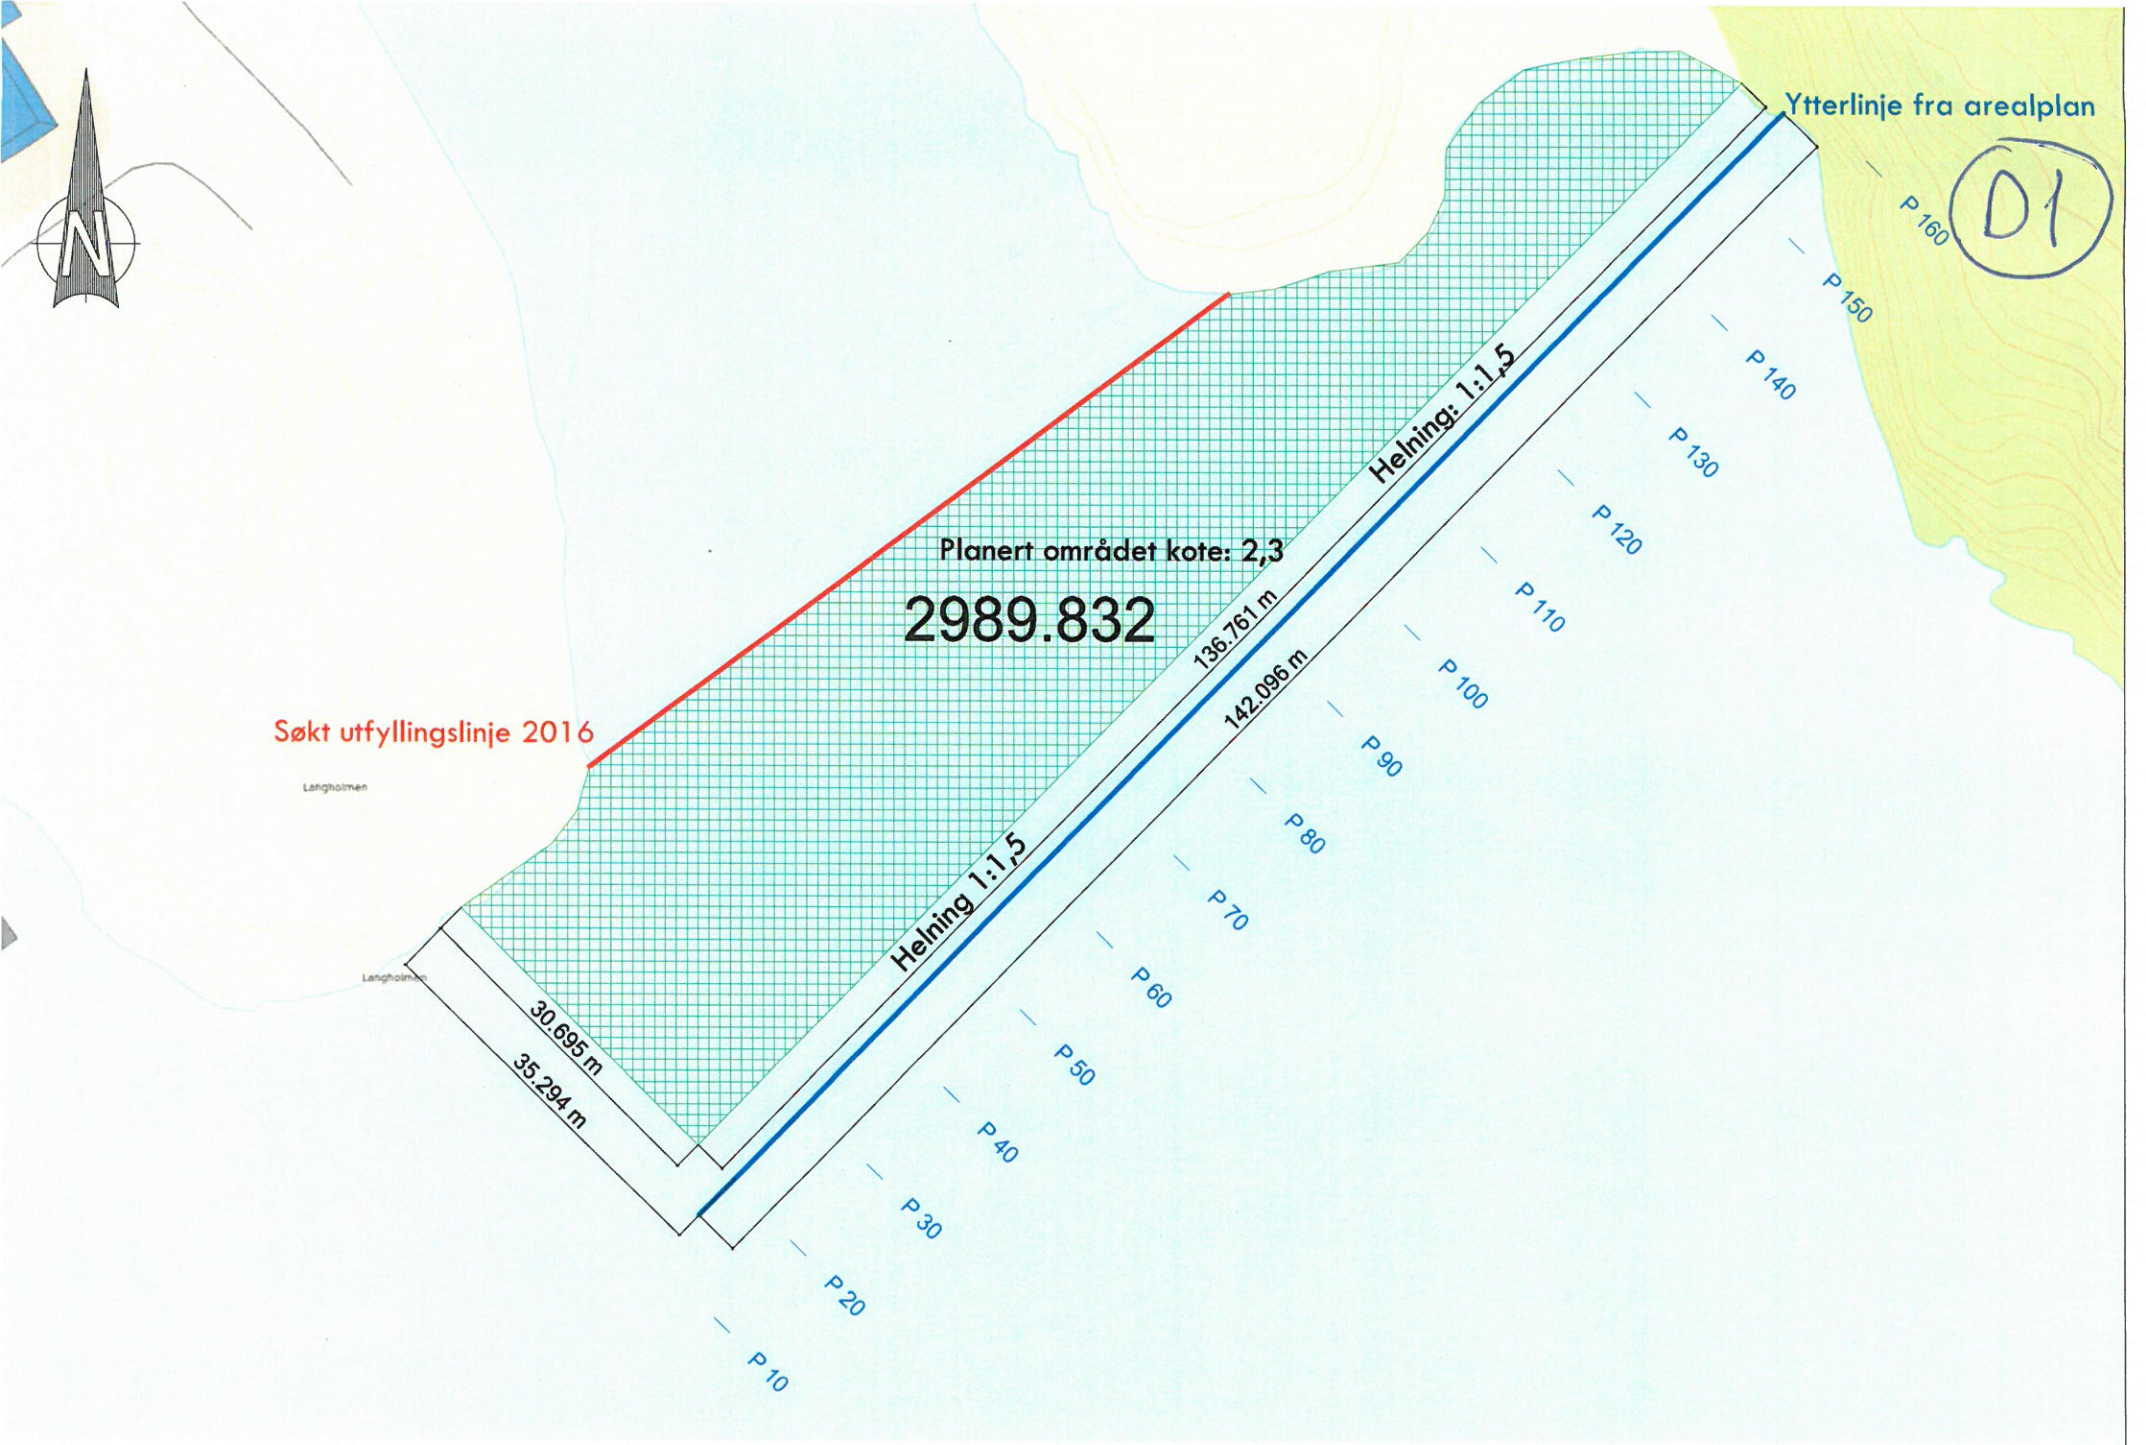 N
Ytterlinje fra arealplan
D1
P 160
P 150
P 140
P 130
P 120
P 110
P 100
P 90
P 80
P 70
P 60
P 50
P 40
P 30
P 20
P 10
Helning: 1:1,5
Planert området kote: 2,3
2989.832
136.761 m
142.096 m
Søkt utfyllingslinje 2016
Langholmen
Helning 1:1,5
Langholmen
30.695 m
35.294 m